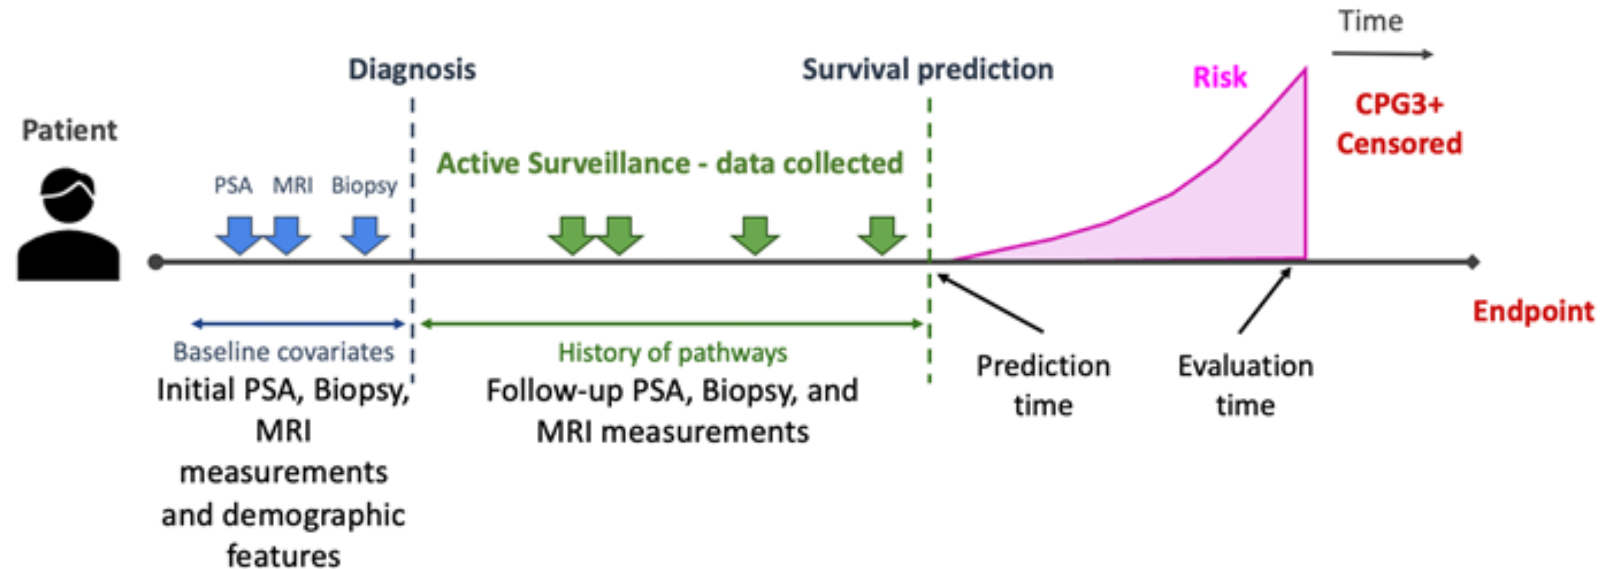 Time
Diagnosis
Survival prediction
Risk
CPG3+
Censored
Patient
Active Surveillance - data collected
PSA
MRI
Biopsy
Endpoint
Baseline covariates
Initial PSA, Biopsy,
MRI
measurements
and demographic
features
History of pathways
Follow-up PSA, Biopsy, and
MRI measurements
Prediction
time
Evaluation
time